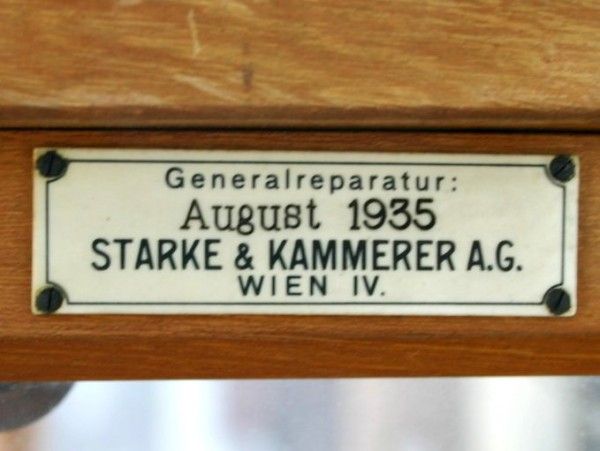 Generalreparatur:
August 1935
STARKE & KAMMERER A.G.
WIEN IV.